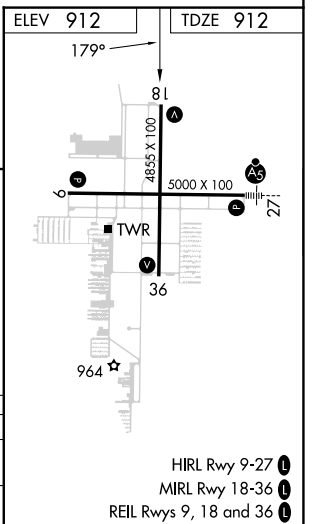 ELEV 912
TDZE 912
179°
18
V
4855 X 100
A5
P
5000 X 100
9
P
27
TWR
V
36
964
HIRL Rwy 9-27 L
MIRL Rwy 18-36 L
REIL Rwys 9, 18 and 36 L